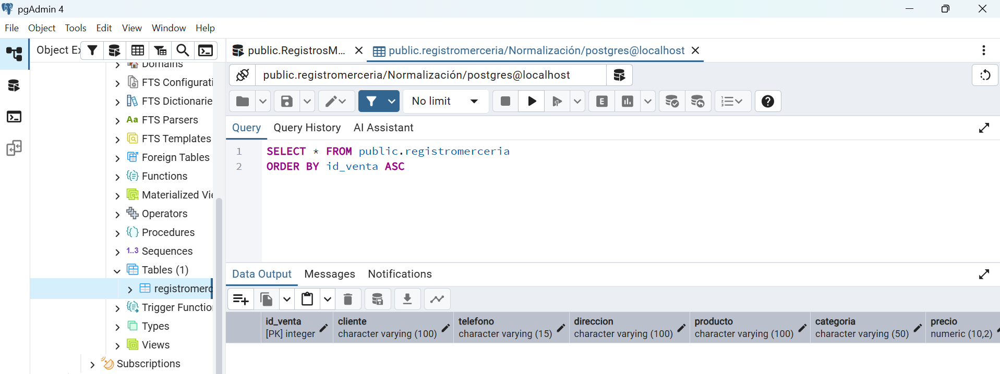 pgAdmin 4
File Object Tools Edit View Window Help
Object Ex
public.RegistrosM...
public.registromerceria/Normalización/postgres@localhost
public.registromerceria/Normalización/postgres@localhost
No limit
E
Query Query History AI Assistant
1 SELECT * FROM public.registromerceria
2 ORDER BY id_venta ASC
Domains
FTS Configurati
FTS Dictionarie
Aa FTS Parsers
FTS Templates
Foreign Tables
Functions
Materialized Vie
Operators
Procedures
1..3 Sequences
Tables (1)
registromerc
Trigger Functio
Types
Views
Subscriptions
Data Output Messages Notifications
id_venta cliente telefono direccion producto categoria precio
[PK] integer character varying (100) character varying (15) character varying (100) character varying (100) character varying (50) numeric (10,2)